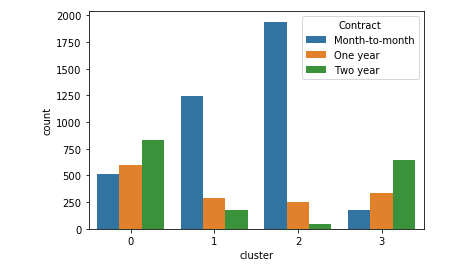 2000
1750
1500
1250
1000
750
500
250
0
count
Contract
Month-to-month
One year
Two year
0 1 2 3
cluster